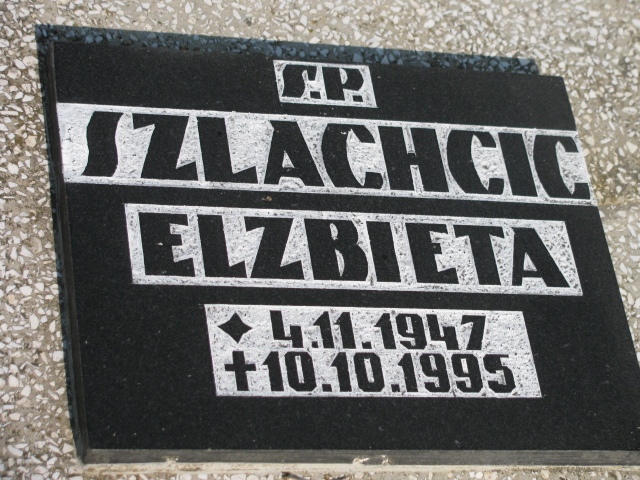 Ś.P.
SZLACHCIC
ELZBIETA
✦ 4.11.1947
✝ 10.10.1995